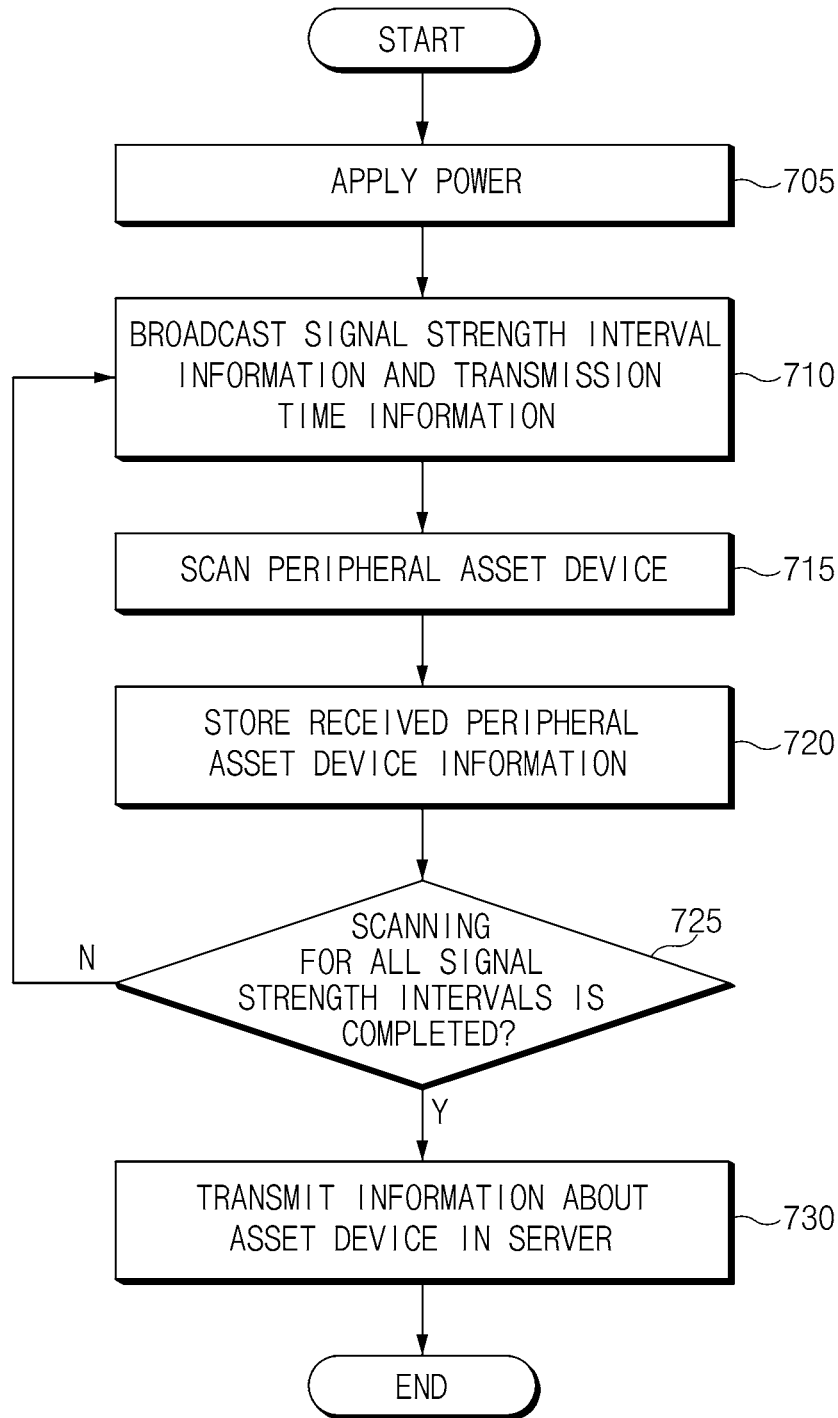 START
APPLY POWER
705
BROADCAST SIGNAL STRENGTH INTERVAL
INFORMATION AND TRANSMISSION
TIME INFORMATION
710
SCAN PERIPHERAL ASSET DEVICE
715
STORE RECEIVED PERIPHERAL
ASSET DEVICE INFORMATION
720
SCANNING
FOR ALL SIGNAL
STRENGTH INTERVALS IS
COMPLETED?
725
N
Y
TRANSMIT INFORMATION ABOUT
ASSET DEVICE IN SERVER
730
END